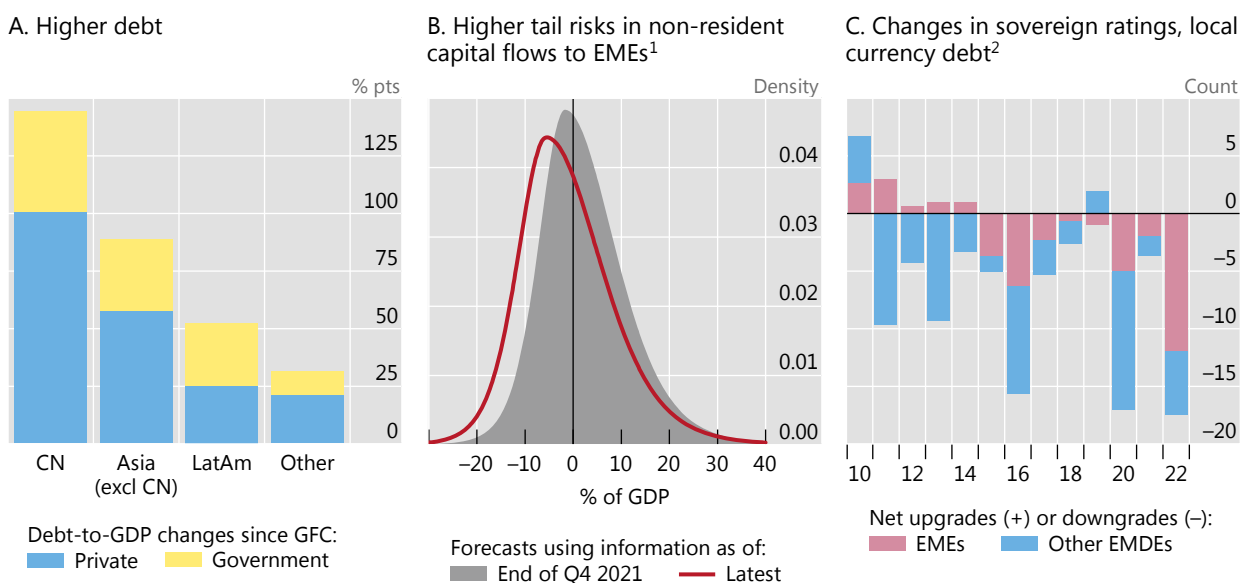 A. Higher debt
% pts
125
100
75
50
25
0
CN
Asia
(excl CN)
LatAm
Other
Debt-to-GDP changes since GFC:
Private
Government
B. Higher tail risks in non-resident
capital flows to EMEs1
Density
0.04
0.03
0.02
0.01
0.00
–20 –10 0 10 20 30 40
% of GDP
Forecasts using information as of:
End of Q4 2021
Latest
C. Changes in sovereign ratings, local
currency debt2
Count
5
0
–5
–10
–15
–20
10 12 14 16 18 20 22
Net upgrades (+) or downgrades (–):
EMEs
Other EMDEs